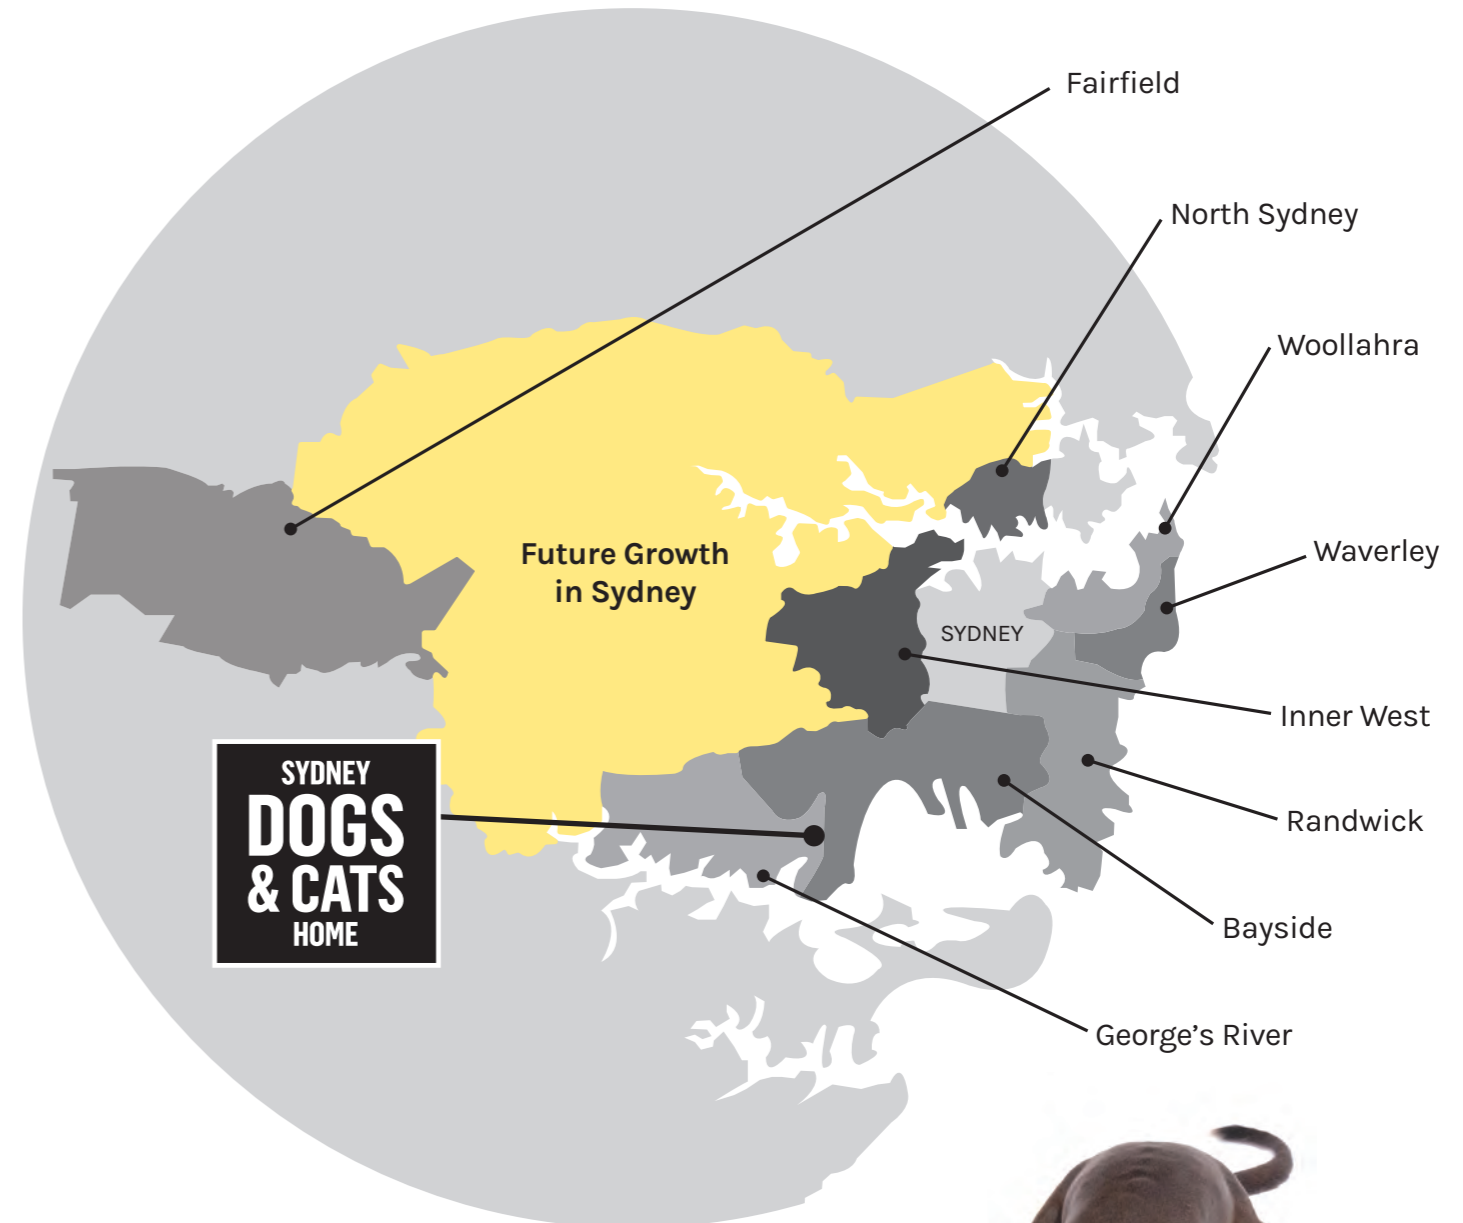 Fairfield
North Sydney
Woollahra
Waverley
Future Growth
in Sydney
SYDNEY
Inner West
Randwick
Bayside
George’s River
SYDNEY
DOGS
& CATS
HOME